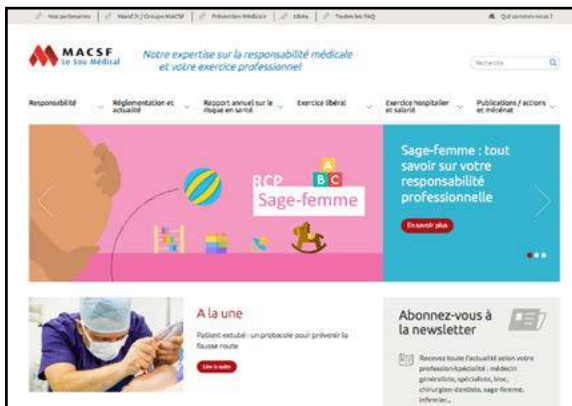 Nos partenaires
Macsf.fr / Groupe MACSF
Prévention Médicale
Libéa
Toutes les FAQ
Qui sommes-nous ?
MACSF
Le Sou Médical
Notre expertise sur la responsabilité médicale
et votre exercice professionnel
Recherche
Responsabilité
Réglementation et
actualité
Rapport annuel sur le
risque en santé
Exercice libéral
Exercice hospitalier
et salarié
Publications / actions
et mécénat
A
B C
RCP
Sage-femme
Sage-femme : tout
savoir sur votre
responsabilité
professionnelle
En savoir plus
A la une
Patient extubé : un protocole pour prévenir la
fausse route
Lire la suite
Abonnez-vous à
la newsletter
Recevez toute l'actualité selon votre
profession/spécialité : médecin
généraliste, spécialiste, bloc,
chirurgien-dentiste, sage-femme,
infirmier...